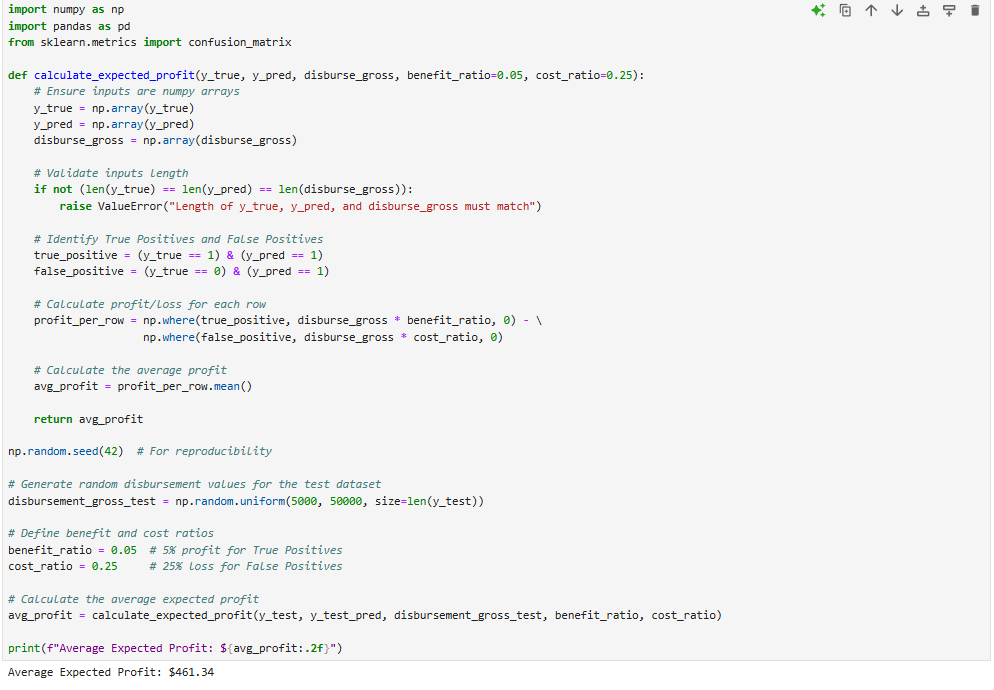 import numpy as np
import pandas as pd
from sklearn.metrics import confusion_matrix

def calculate_expected_profit(y_true, y_pred, disburse_gross, benefit_ratio=0.05, cost_ratio=0.25):
    # Ensure inputs are numpy arrays
    y_true = np.array(y_true)
    y_pred = np.array(y_pred)
    disburse_gross = np.array(disburse_gross)

    # Validate inputs length
    if not (len(y_true) == len(y_pred) == len(disburse_gross)):
        raise ValueError("Length of y_true, y_pred, and disburse_gross must match")

    # Identify True Positives and False Positives
    true_positive = (y_true == 1) & (y_pred == 1)
    false_positive = (y_true == 0) & (y_pred == 1)

    # Calculate profit/loss for each row
    profit_per_row = np.where(true_positive, disburse_gross * benefit_ratio, 0) - \
                     np.where(false_positive, disburse_gross * cost_ratio, 0)

    # Calculate the average profit
    avg_profit = profit_per_row.mean()

    return avg_profit

np.random.seed(42)  # For reproducibility

# Generate random disbursement values for the test dataset
disbursement_gross_test = np.random.uniform(5000, 50000, size=len(y_test))

# Define benefit and cost ratios
benefit_ratio = 0.05  # 5% profit for True Positives
cost_ratio = 0.25     # 25% loss for False Positives

# Calculate the average expected profit
avg_profit = calculate_expected_profit(y_test, y_test_pred, disbursement_gross_test, benefit_ratio, cost_ratio)

print(f"Average Expected Profit: ${avg_profit:.2f}")
Average Expected Profit: $461.34